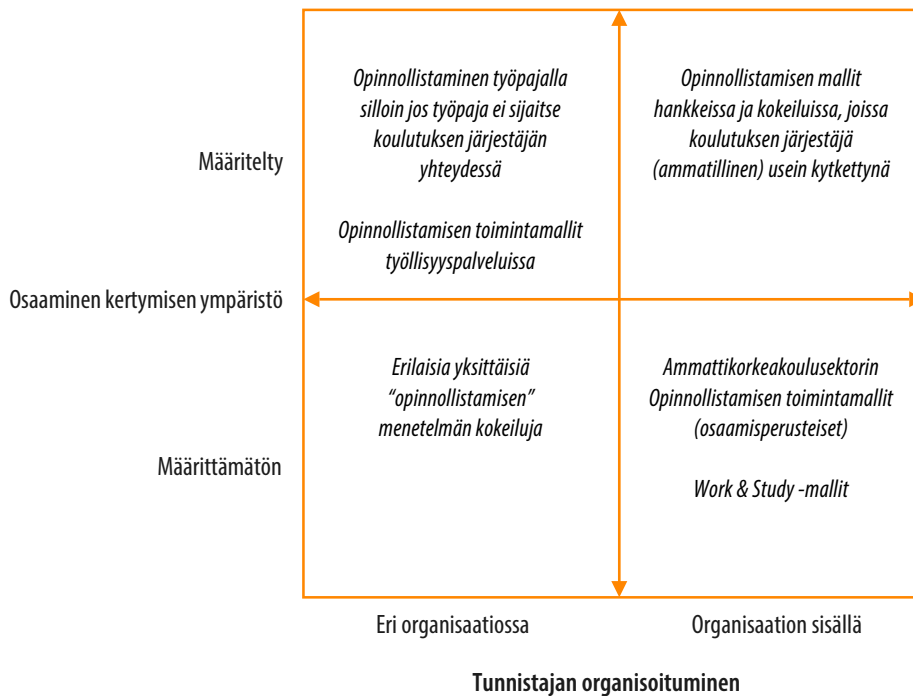 Opinnollistaminen työpajalla
silloin jos työpaja ei sijaitse
koulutuksen järjestäjän
yhteydessä
Opinnollistamisen toimintamallit
työllisyyspalveluissa
Opinnollistamisen mallit
hankkeissa ja kokeiluissa, joissa
koulutuksen järjestäjä
(ammatillinen) usein kytkettynä
Määritelty
Osaaminen kertymisen ympäristö
Erilaisia yksittäisiä
“opinnollistamisen”
menetelmän kokeiluja
Ammattikorkeakoulusektorin
Opinnollistamisen toimintamallit
(osaamisperusteiset)
Work & Study -mallit
Määrittämätön
Eri organisaatiossa
Organisaation sisällä
Tunnistajan organisoituminen